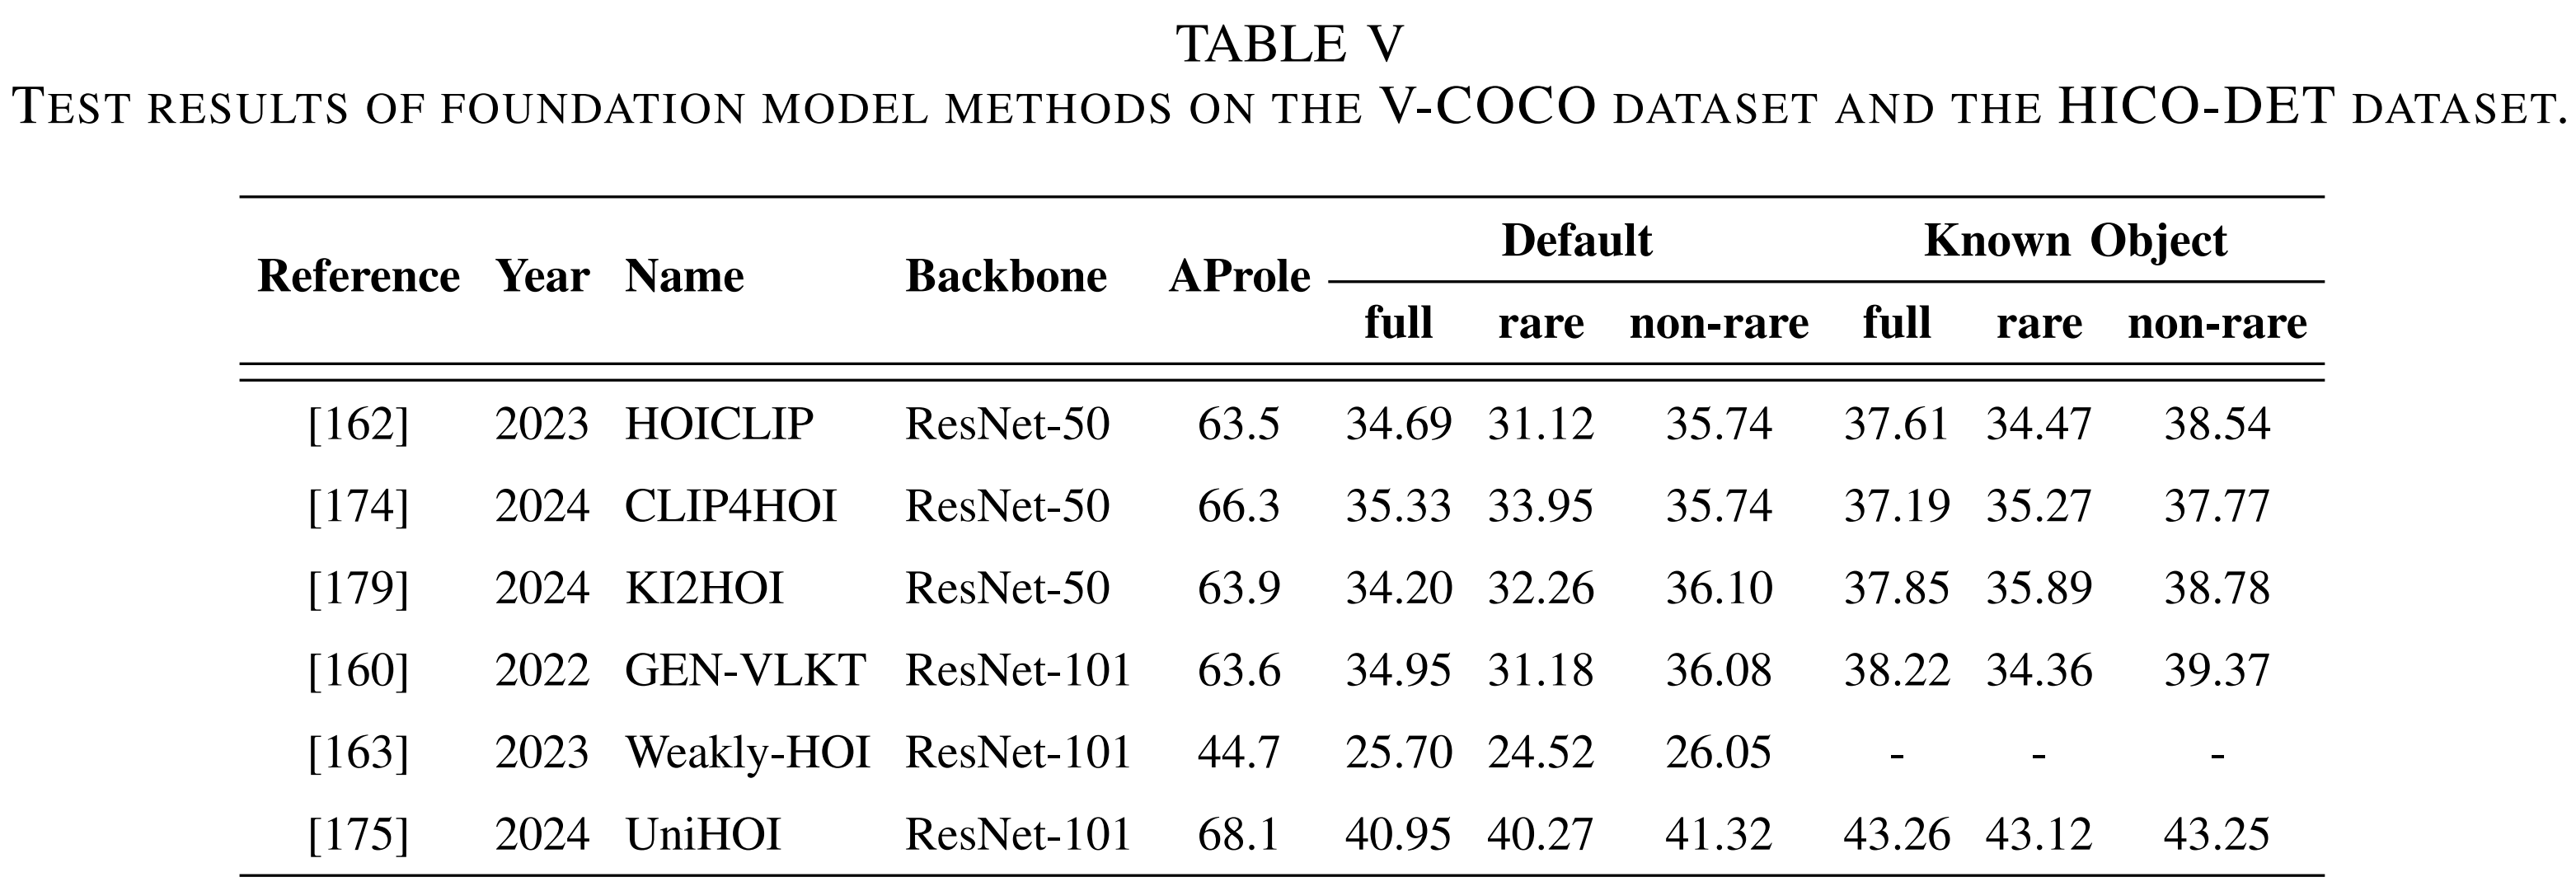 TABLE V
TEST RESULTS OF FOUNDATION MODEL METHODS ON THE V-COCO DATASET AND THE HICO-DET DATASET.
Reference Year Name Backbone AProle Default Known Object
full rare non-rare full rare non-rare
[162] 2023 HOICLIP ResNet-50 63.5 34.69 31.12 35.74 37.61 34.47 38.54
[174] 2024 CLIP4HOI ResNet-50 66.3 35.33 33.95 35.74 37.19 35.27 37.77
[179] 2024 KI2HOI ResNet-50 63.9 34.20 32.26 36.10 37.85 35.89 38.78
[160] 2022 GEN-VLKT ResNet-101 63.6 34.95 31.18 36.08 38.22 34.36 39.37
[163] 2023 Weakly-HOI ResNet-101 44.7 25.70 24.52 26.05 - - -
[175] 2024 UniHOI ResNet-101 68.1 40.95 40.27 41.32 43.26 43.12 43.25